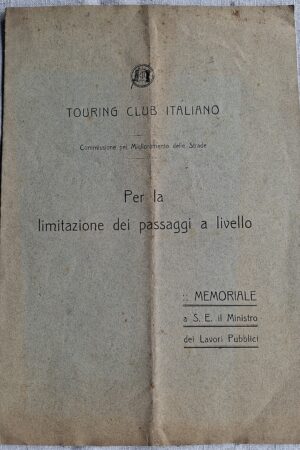 TOURING CLUB ITALIANO
Commissione pel Miglioramento delle Strade
Per la
limitazione dei passaggi a livello
:: MEMORIALE
a S. E. il Ministro
dei Lavori Pubblici